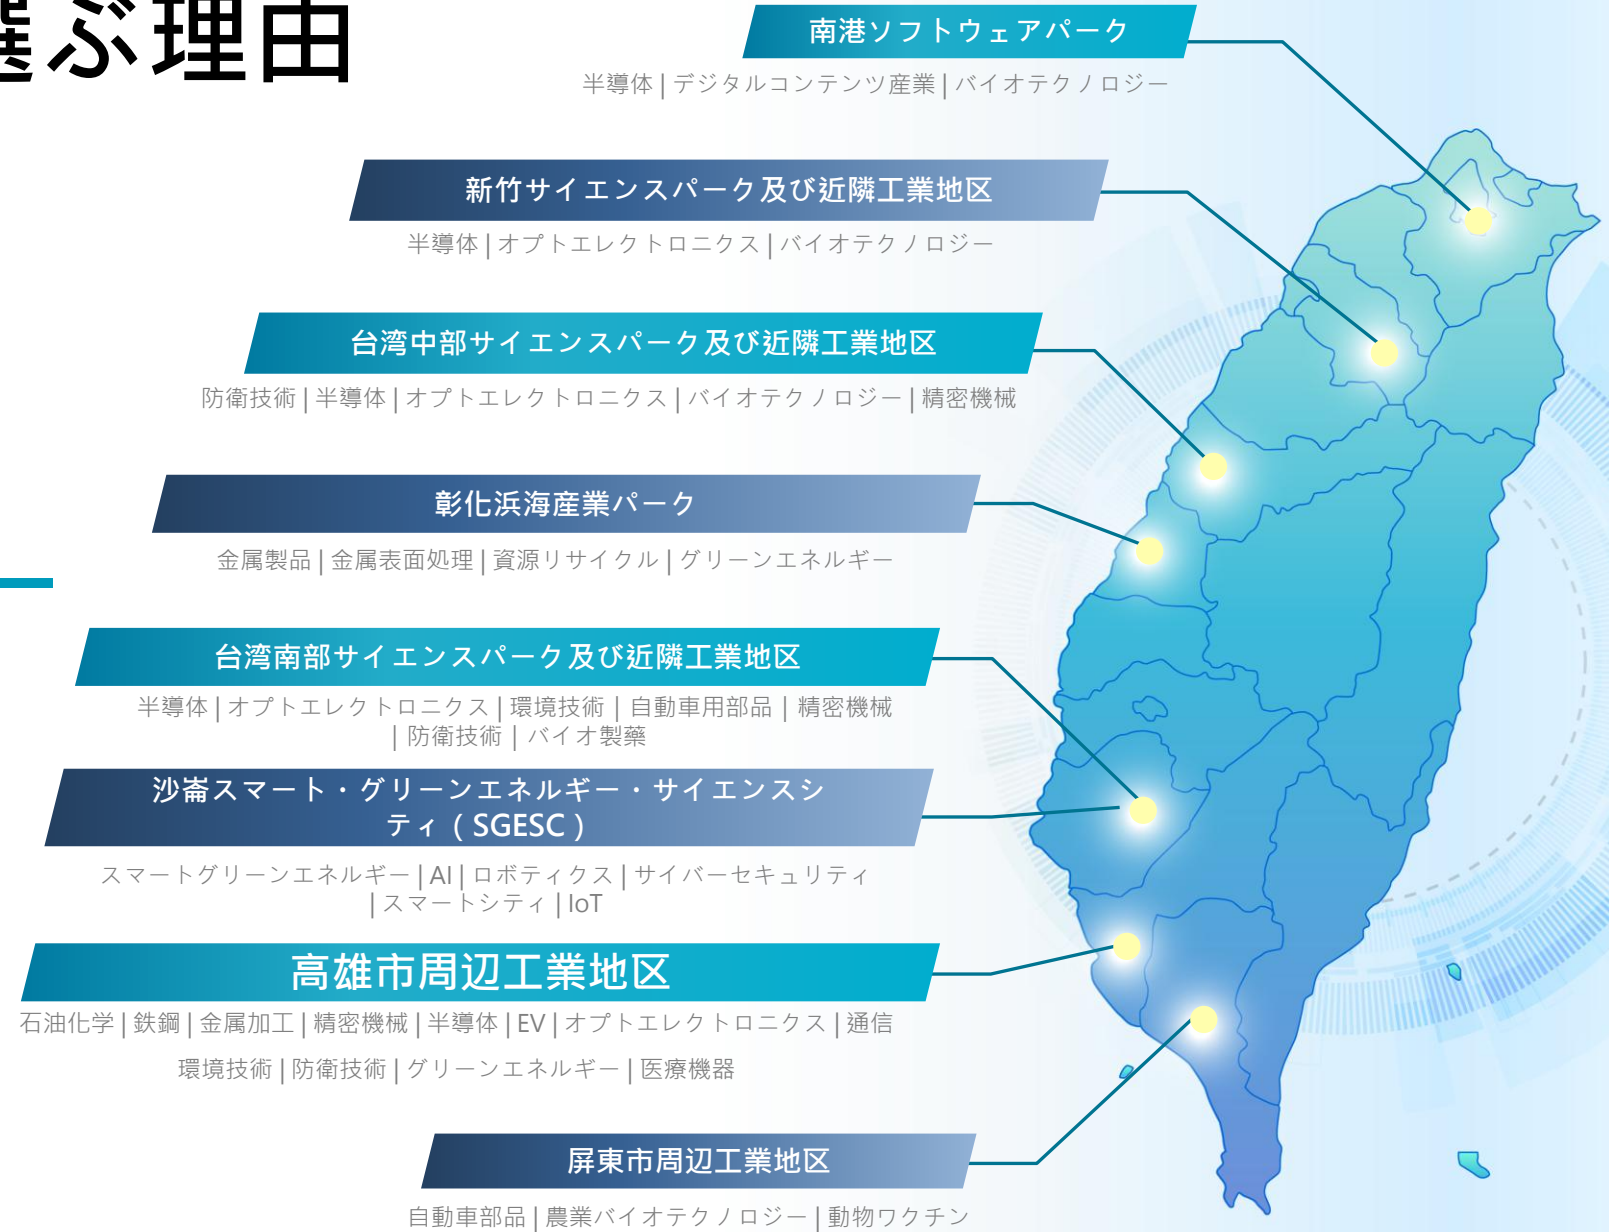 選ぶ理由
南港ソフトウェアパーク
半導体 | デジタルコンテンツ産業 | バイオテクノロジー
新竹サイエンスパーク及び近隣工業地区
半導体 | オプトエレクトロニクス | バイオテクノロジー
台湾中部サイエンスパーク及び近隣工業地区
防衛技術 | 半導体 | オプトエレクトロニクス | バイオテクノロジー | 精密機械
彰化浜海産業パーク
金属製品 | 金属表面処理 | 資源リサイクル | グリーンエネルギー
台湾南部サイエンスパーク及び近隣工業地区
半導体 | オプトエレクトロニクス | 環境技術 | 自動車用部品 | 精密機械
| 防衛技術 | バイオ製藥
沙崙スマート・グリーンエネルギー・サイエンスシ
ティ（SGESC）
スマートグリーンエネルギー | AI | ロボティクス | サイバーセキュリティ
| スマートシティ | IoT
高雄市周辺工業地区
石油化学 | 鉄鋼 | 金属加工 | 精密機械 | 半導体 | EV | オプトエレクトロニクス | 通信
環境技術 | 防衛技術 | グリーンエネルギー | 医療機器
屏東市周辺工業地区
自動車部品 | 農業バイオテクノロジー | 動物ワクチン